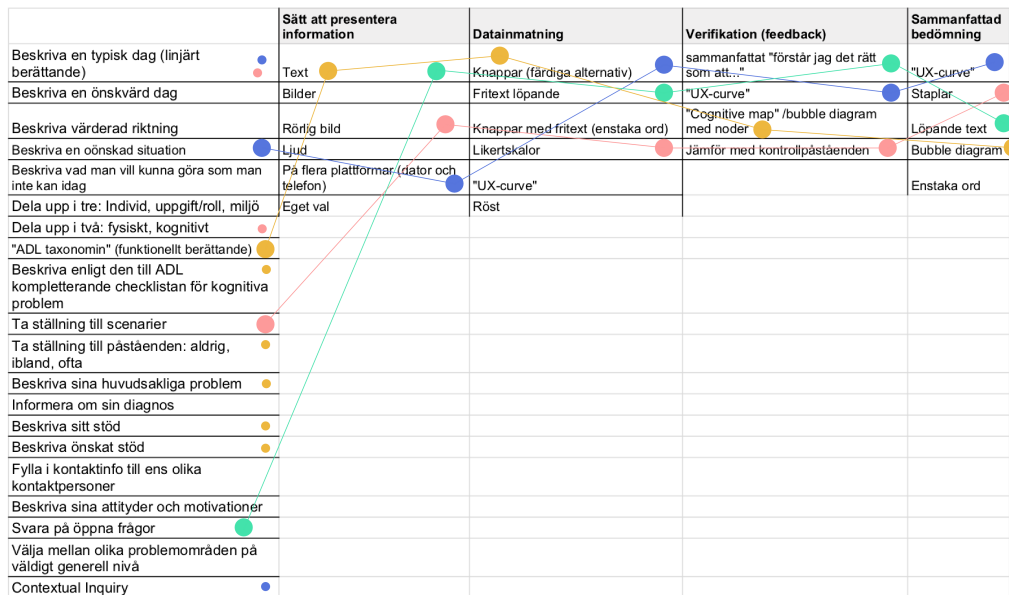 Sätt att presentera
information
Datainmatning
Verifikation (feedback)
Sammanfattad
bedömning
Beskriva en typisk dag (linjärt
berättande)
Text
Knappar (färdiga alternativ)
sammanfattat "förstår jag det rätt
som att..."
"UX-curve"
Beskriva en önskvärd dag
Bilder
Fritext löpande
"UX-curve"
Staplar
Beskriva värderad riktning
Rörlig bild
Knappar med fritext (enstaka ord)
"Cognitive map" /bubble diagram
med noder
Löpande text
Beskriva en oönskad situation
Ljud
Likertskalor
Jämför med kontrollpåståenden
Bubble diagram
Beskriva vad man vill kunna göra som man
inte kan idag
På flera plattformar (dator och
telefon)
"UX-curve"
Enstaka ord
Dela upp i tre: Individ, uppgift/roll, miljö
Eget val
Röst
Dela upp i två: fysiskt, kognitivt
"ADL taxonomin" (funktionellt berättande)
Beskriva enligt den till ADL
kompletterande checklistan för kognitiva
problem
Ta ställning till scenarier
Ta ställning till påståenden: aldrig,
ibland, ofta
Beskriva sina huvudsakliga problem
Informera om sin diagnos
Beskriva sitt stöd
Beskriva önskat stöd
Fylla i kontaktinfo till ens olika
kontaktpersoner
Beskriva sina attityder och motivationer
Svara på öppna frågor
Välja mellan olika problemområden på
väldigt generell nivå
Contextual Inquiry